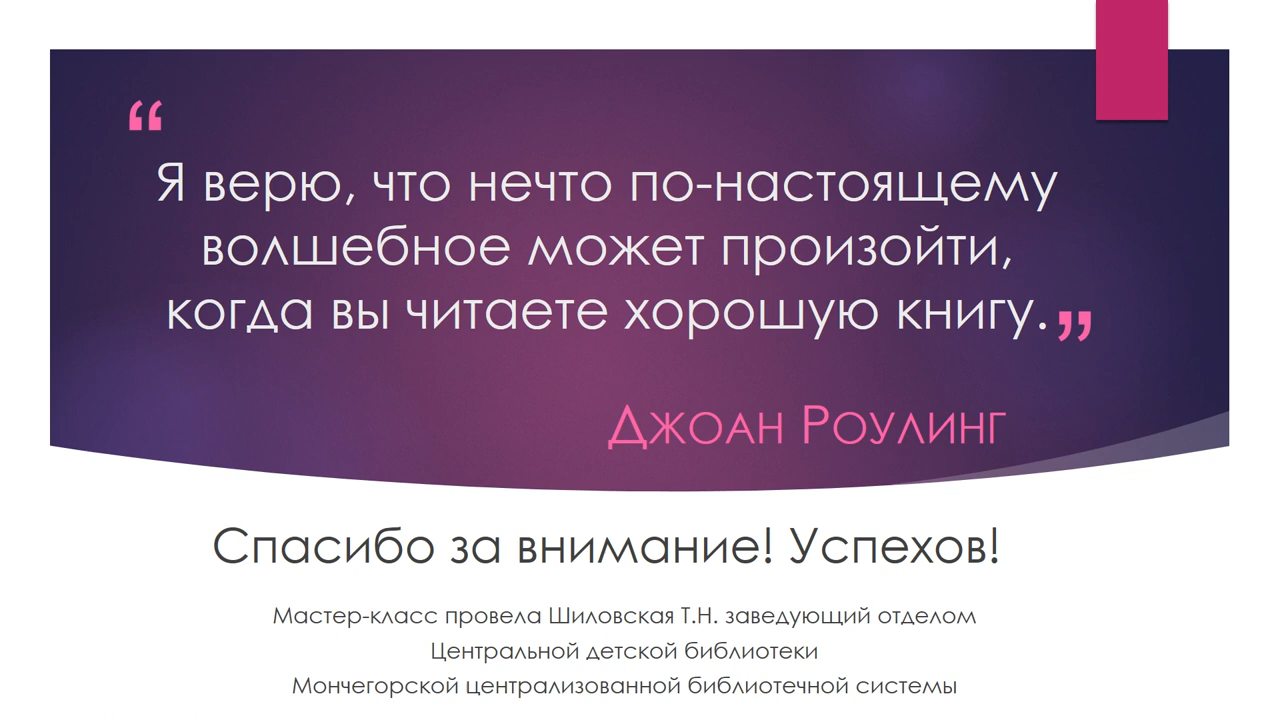 “
Я верю, что нечто по-настоящему
волшебное может произойти,
когда вы читаете хорошую книгу.”
Джоан Роулинг
Спасибо за внимание! Успехов!
Мастер-класс провела Шиловская Т.Н. заведующий отделом
Центральной детской библиотеки
Мончегорской централизованной библиотечной системы